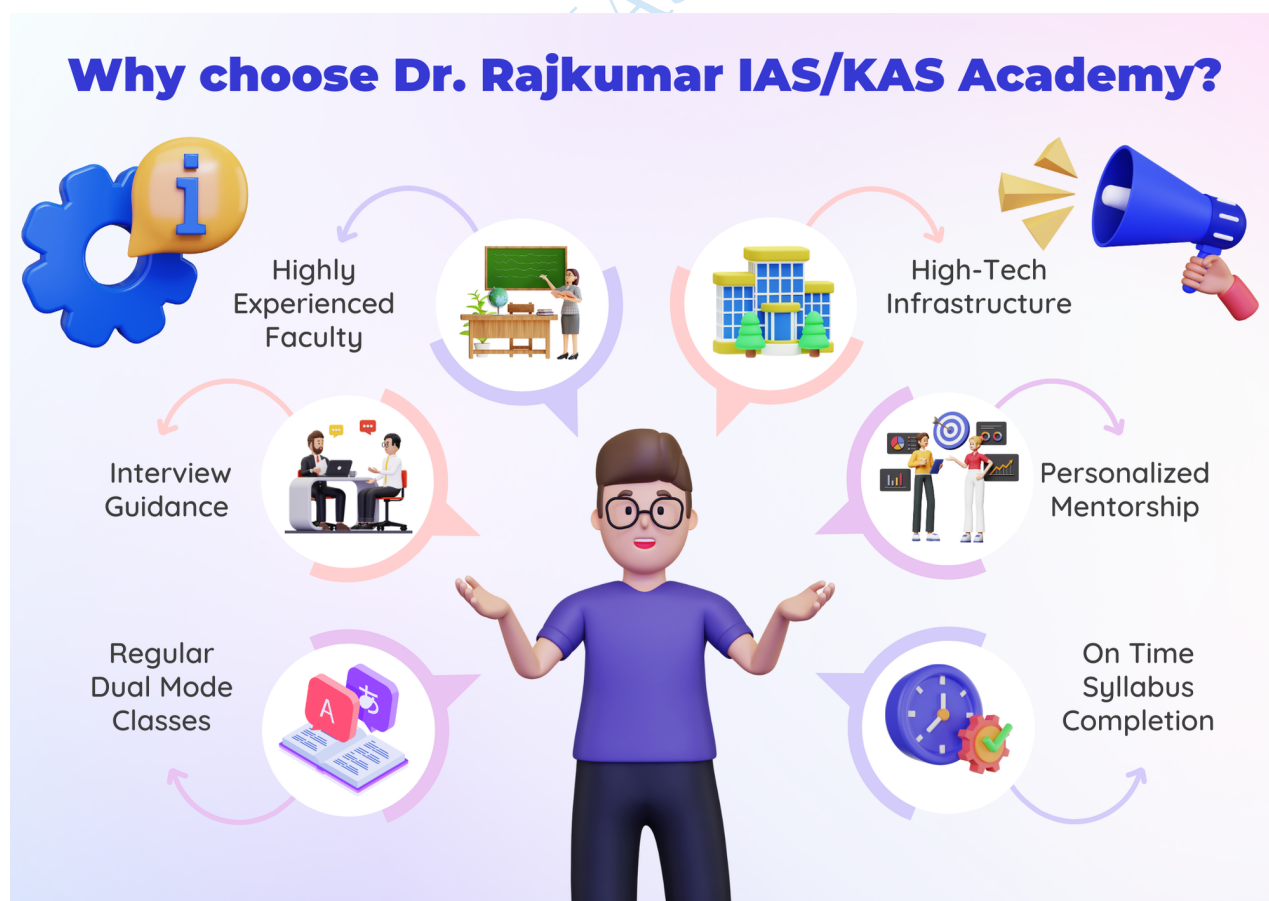 Why choose Dr. Rajkumar IAS/KAS Academy?
i
Highly
Experienced
Faculty
High-Tech
Infrastructure
Interview
Guidance
Personalized
Mentorship
Regular
Dual Mode
Classes
A
あ
On Time
Syllabus
Completion